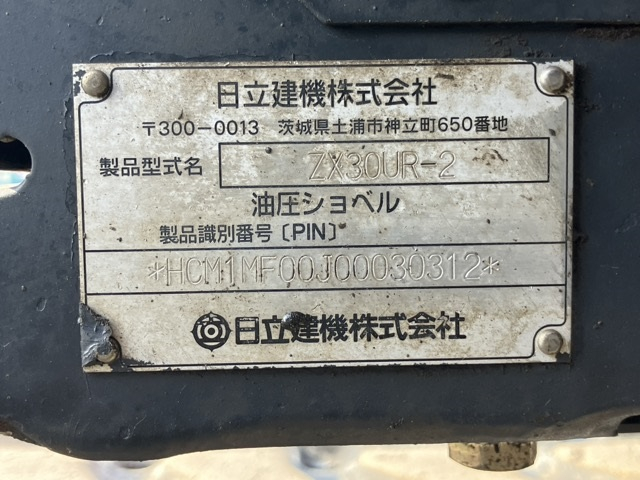 日立建機株式会社
〒300-0013 茨城県土浦市神立町650番地
製品型式名 ZX30UR-2
油圧ショベル
製品識別番号〔PIN〕
*HCM1MF00J00030312*
日立建機株式会社